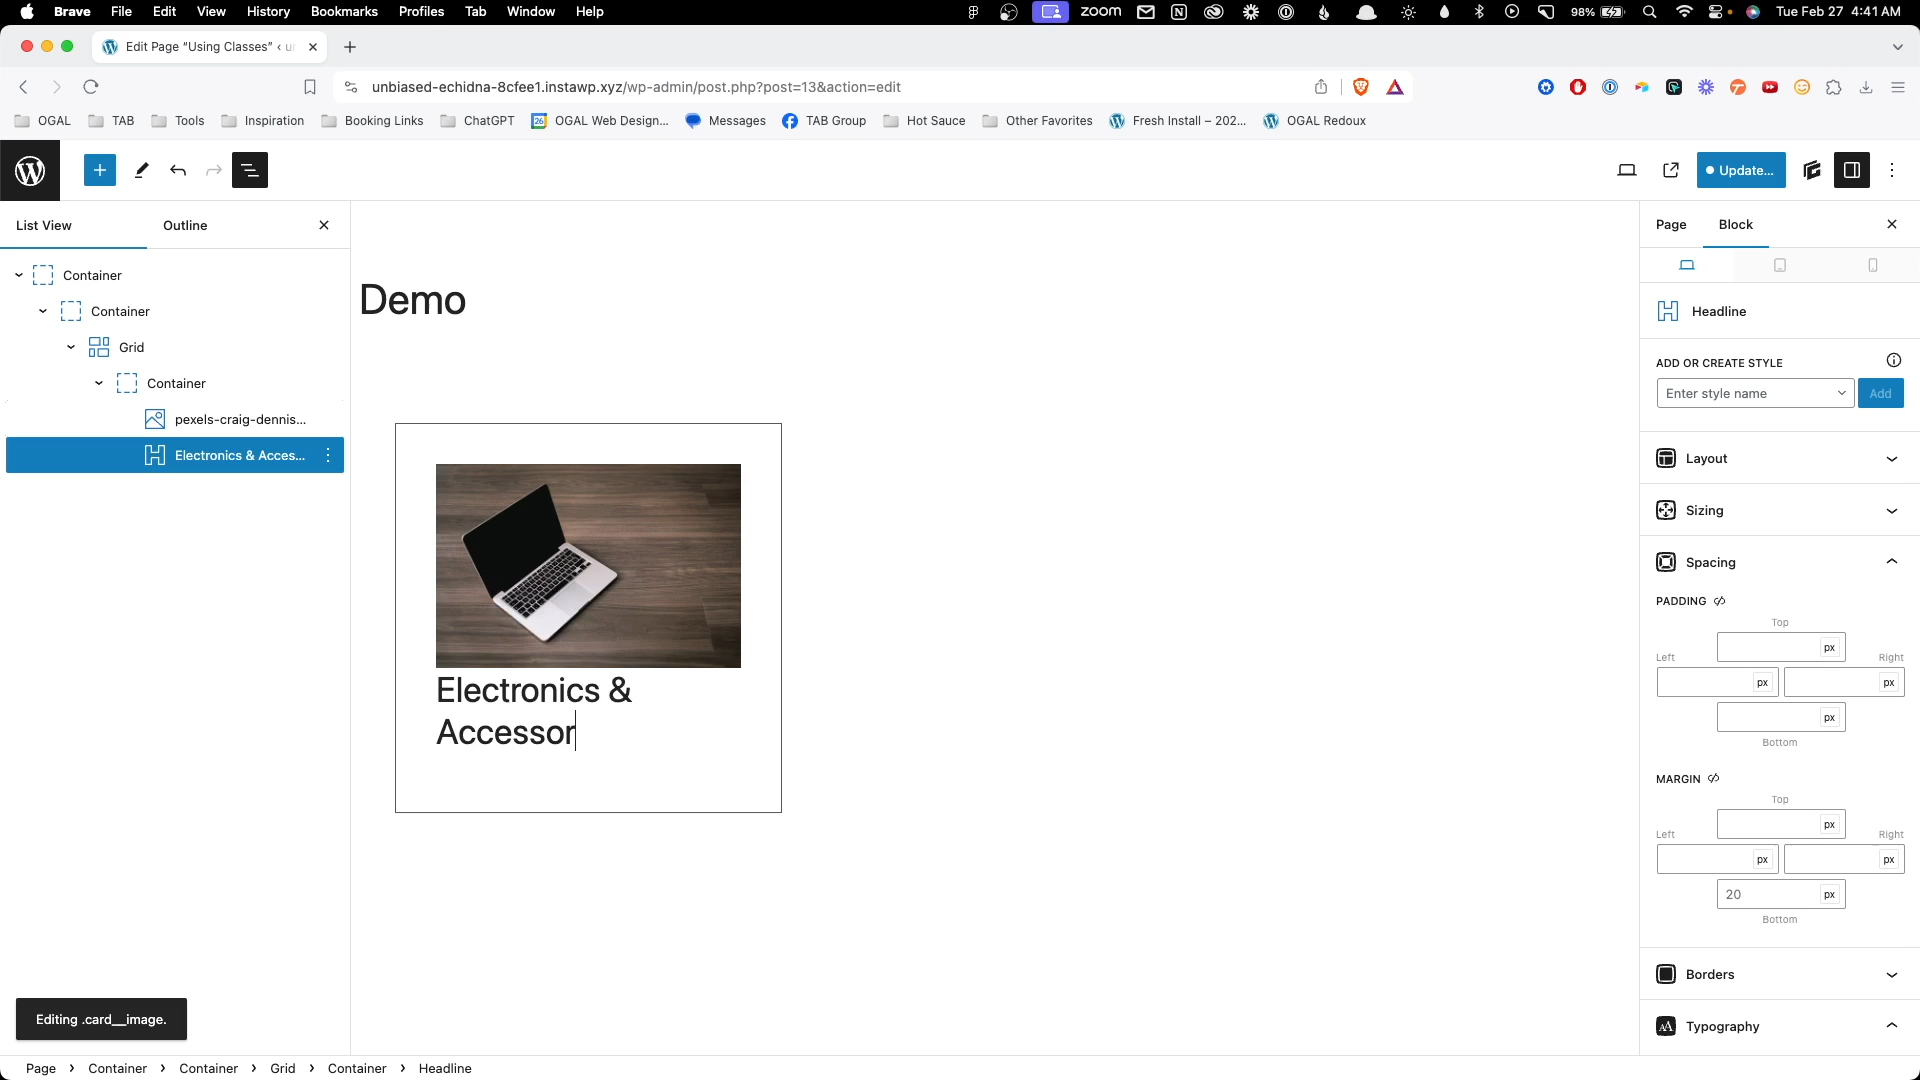 Brave File Edit View History Bookmarks Profiles Tab Window Help zoom 98% Tue Feb 27 4:41 AM
Edit Page “Using Classes” ‹ u
unbiased-echidna-8cfee1.instawp.xyz/wp-admin/post.php?post=13&action=edit
OGAL TAB Tools Inspiration Booking Links ChatGPT OGAL Web Design... Messages TAB Group Hot Sauce Other Favorites Fresh Install – 202... OGAL Redoux
Update...
List View Outline
Page Block
Container
Container
Grid
Container
pexels-craig-dennis...
Electronics & Acces...
Demo
Electronics &
Accessor
Headline
ADD OR CREATE STYLE
Enter style name Add
Layout
Sizing
Spacing
PADDING
Top
px
Left Right
px px
px
Bottom
MARGIN
Top
px
Left Right
px px
20 px
Bottom
Borders
Typography
Editing .card__image.
Page Container Container Grid Container Headline